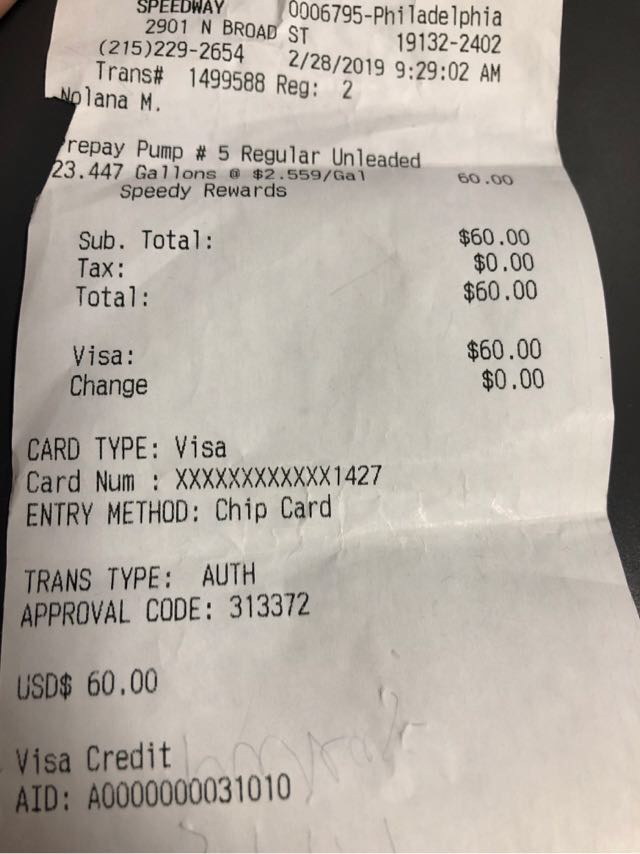 SPEEDWAY 0006795-Philadelphia
2901 N BROAD ST 19132-2402
(215)229-2654 2/28/2019 9:29:02 AM
Trans# 1499588 Reg: 2
Nolana M.
repay Pump # 5 Regular Unleaded
23.447 Gallons @ $2.559/Gal 60.00
Speedy Rewards
Sub. Total: $60.00
Tax: $0.00
Total: $60.00
Visa: $60.00
Change $0.00
CARD TYPE: Visa
Card Num : XXXXXXXXXXXX1427
ENTRY METHOD: Chip Card
TRANS TYPE: AUTH
APPROVAL CODE: 313372
USD$ 60.00
Visa Credit
AID: A0000000031010